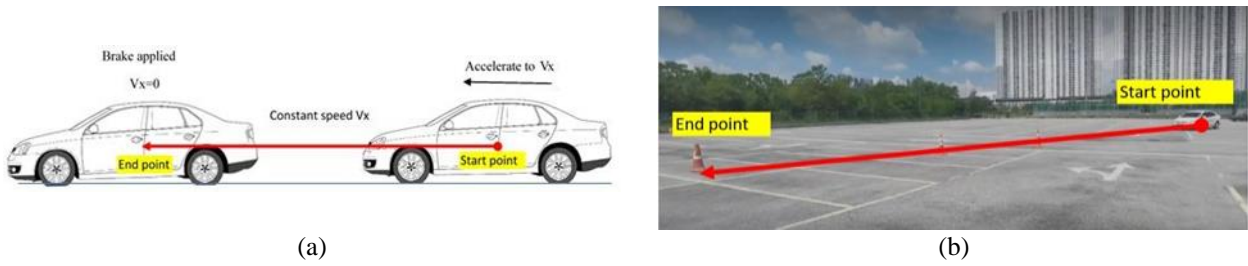 Brake applied
Vx=0
Accelerate to Vx
Constant speed Vx
End point
Start point
Start point
End point
(a)
(b)